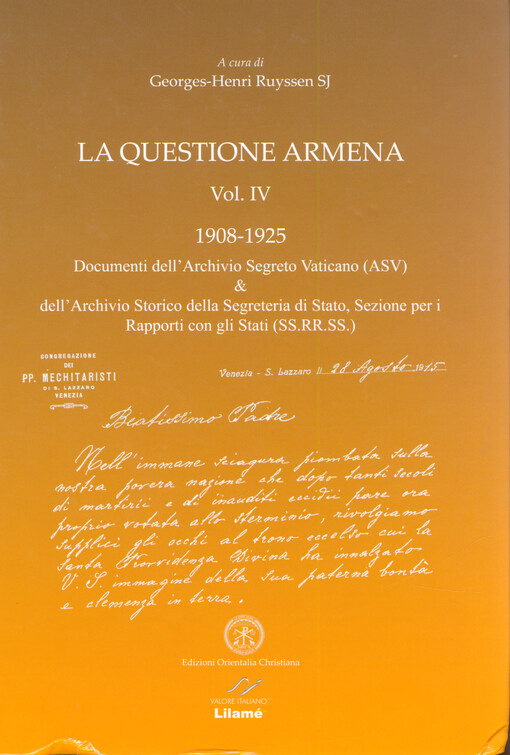 A cura di
Georges-Henri Ruyssen SJ
LA QUESTIONE ARMENA
Vol. IV
1908-1925
Documenti dell'Archivio Segreto Vaticano (ASV)
&
dell'Archivio Storico della Segreteria di Stato, Sezione per i
Rapporti con gli Stati (SS.RR.SS.)
CONGREGAZIONE
DEI
PP. MECHITARISTI
DI S. LAZZARO
VENEZIA
Venezia - S. Lazzaro li 28 Agosto 1915
Beatissimo Padre
Nell'immane sciagura piombata sulla
nostra povera nazione che dopo tanti secoli
di martirii e di inauditi eccidii pare ora
proprio votata allo sterminio, rivolgiamo
supplici gli occhi al trono eccelso cui la
Santa Provvidenza Divina ha innalzato
V. S. immagine della sua paterna bontà
e clemenza in terra.
Edizioni Orientalia Christiana
VALORE ITALIANO
Lilamé